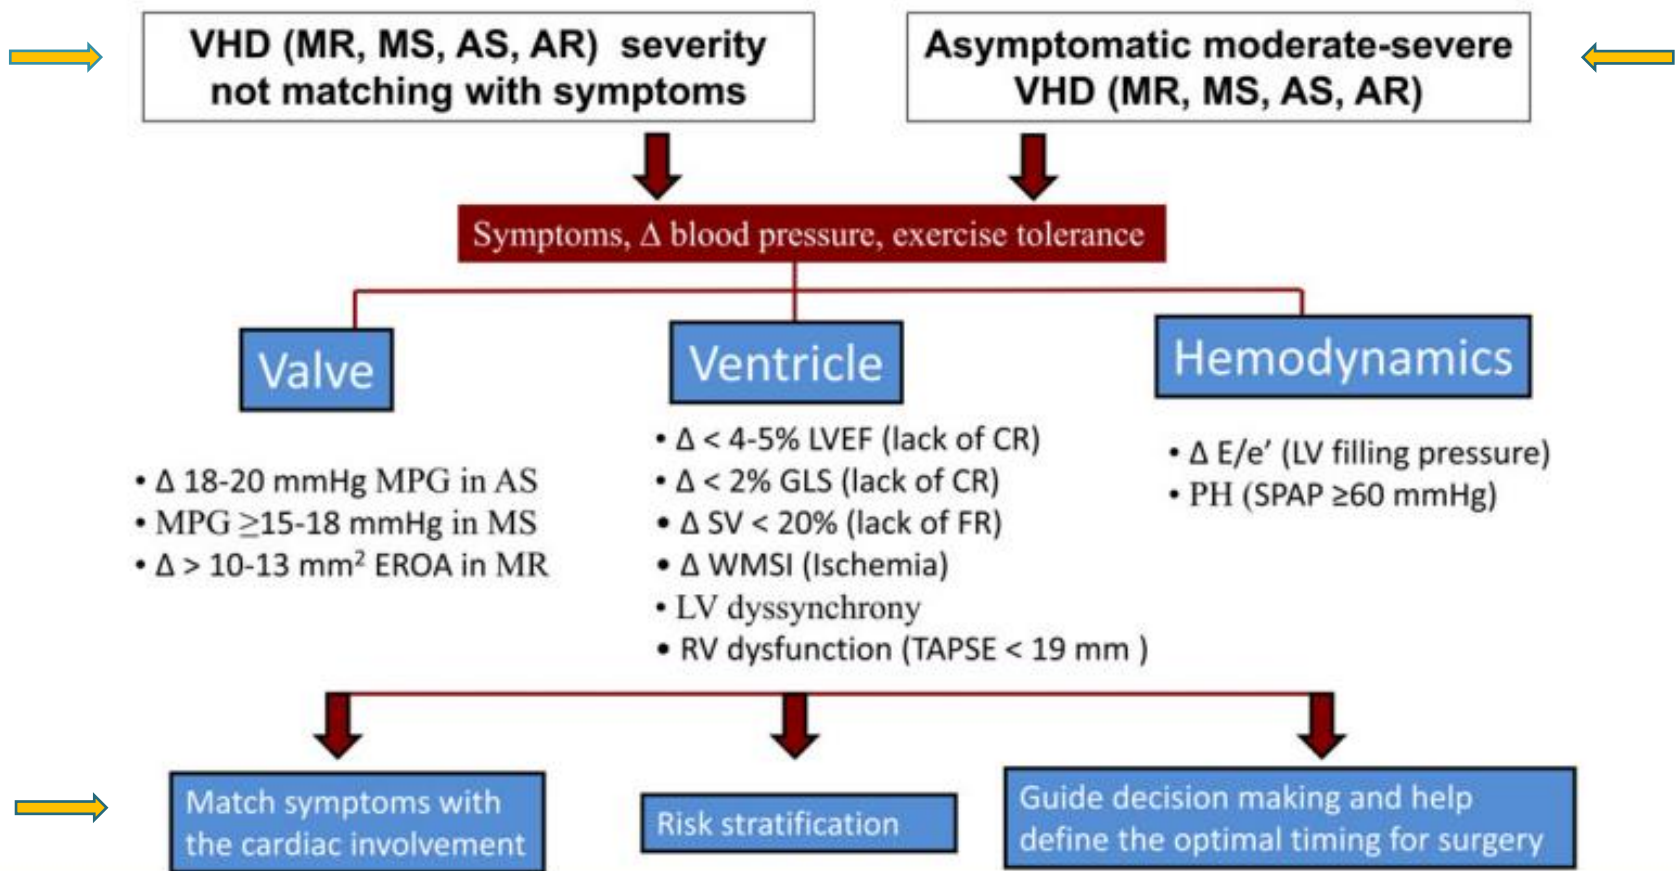 VHD (MR, MS, AS, AR) severity
not matching with symptoms
Asymptomatic moderate-severe
VHD (MR, MS, AS, AR)
Symptoms, Δ blood pressure, exercise tolerance
Valve
• Δ 18-20 mmHg MPG in AS
• MPG ≥15-18 mmHg in MS
• Δ > 10-13 mm² EROA in MR
Ventricle
• Δ < 4-5% LVEF (lack of CR)
• Δ < 2% GLS (lack of CR)
• Δ SV < 20% (lack of FR)
• Δ WMSI (Ischemia)
• LV dyssynchrony
• RV dysfunction (TAPSE < 19 mm )
Hemodynamics
• Δ E/e’ (LV filling pressure)
• PH (SPAP ≥60 mmHg)
Match symptoms with
the cardiac involvement
Risk stratification
Guide decision making and help
define the optimal timing for surgery